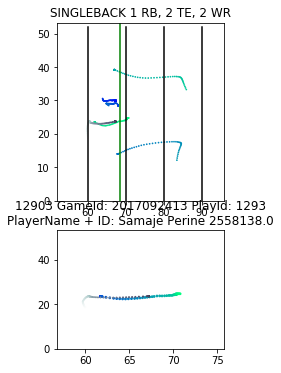 SINGLEBACK 1 RB, 2 TE, 2 WR
50
40
30
20
10
0
60 70 80 90
12903 GameId: 2017092413 PlayId: 1293
PlayerName + ID: Samaje Perine 2558138.0
40
20
0
60 65 70 75